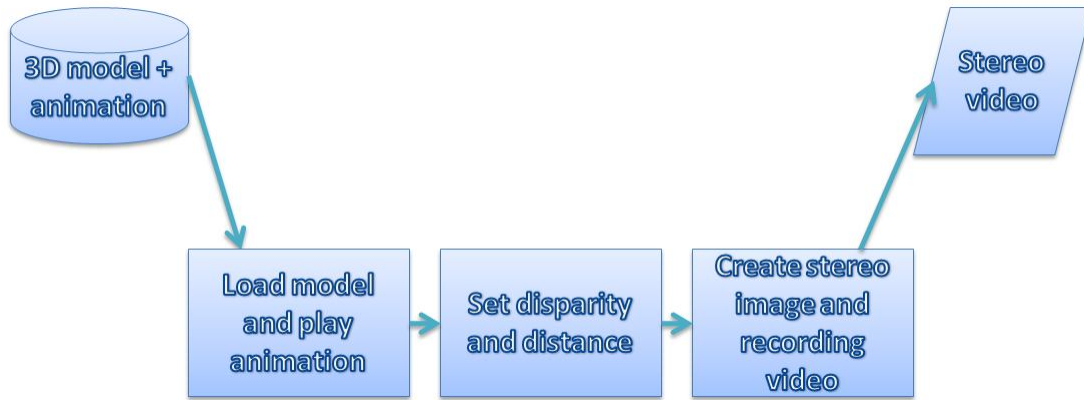 3D model +
animation
Stereo
video
Load model
and play
animation
Set disparity
and distance
Create stereo
image and
recording
video